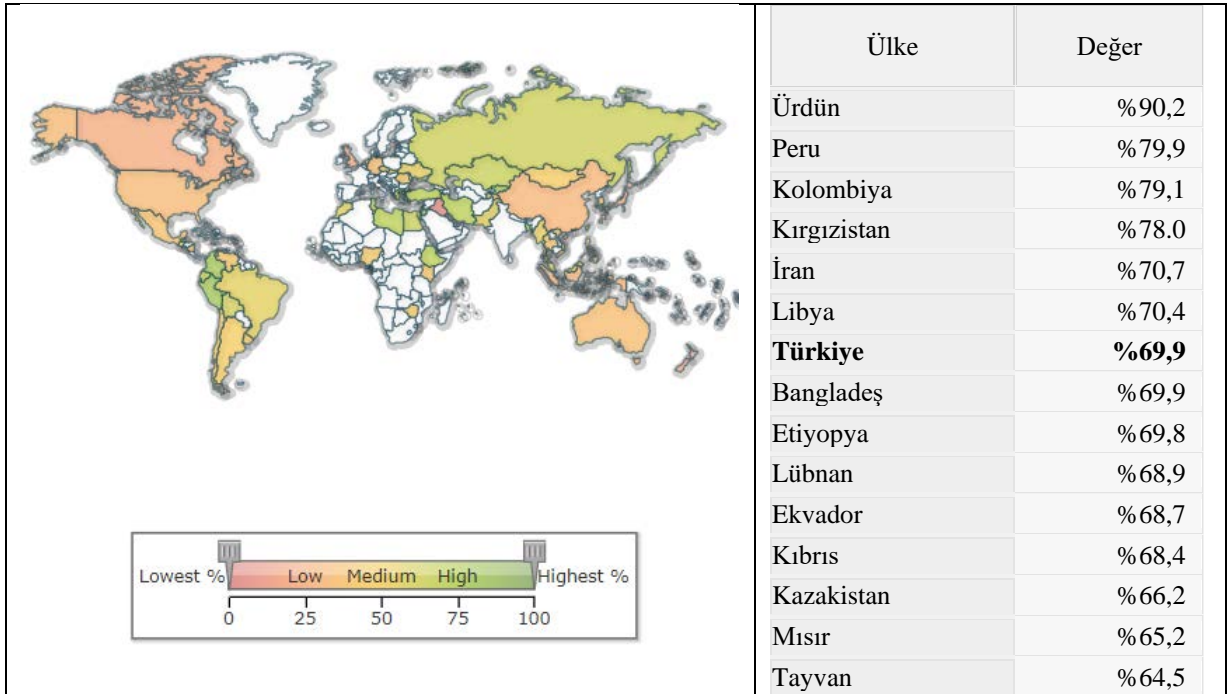 Lowest %
Low Medium High
Highest %
0 25 50 75 100
Ülke Değer
Ürdün %90,2
Peru %79,9
Kolombiya %79,1
Kırgızistan %78.0
İran %70,7
Libya %70,4
Türkiye %69,9
Bangladeş %69,9
Etiyopya %69,8
Lübnan %68,9
Ekvador %68,7
Kıbrıs %68,4
Kazakistan %66,2
Mısır %65,2
Tayvan %64,5